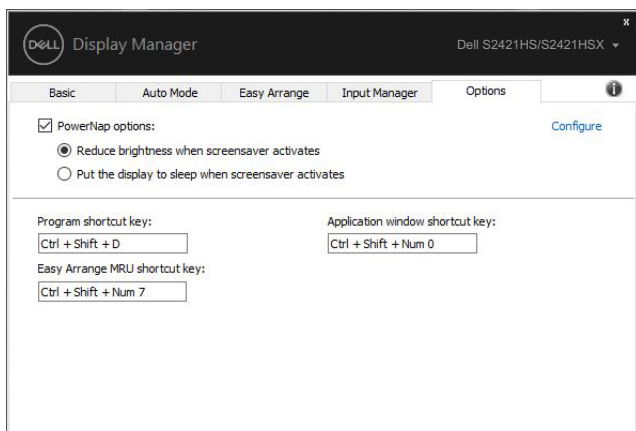 x
DELL Display Manager
Dell S2421HS/S2421HSX
Basic Auto Mode Easy Arrange Input Manager Options i
PowerNap options: Configure
Reduce brightness when screensaver activates
Put the display to sleep when screensaver activates
Program shortcut key: Application window shortcut key:
Ctrl + Shift + D Ctrl + Shift + Num 0
Easy Arrange MRU shortcut key:
Ctrl + Shift + Num 7